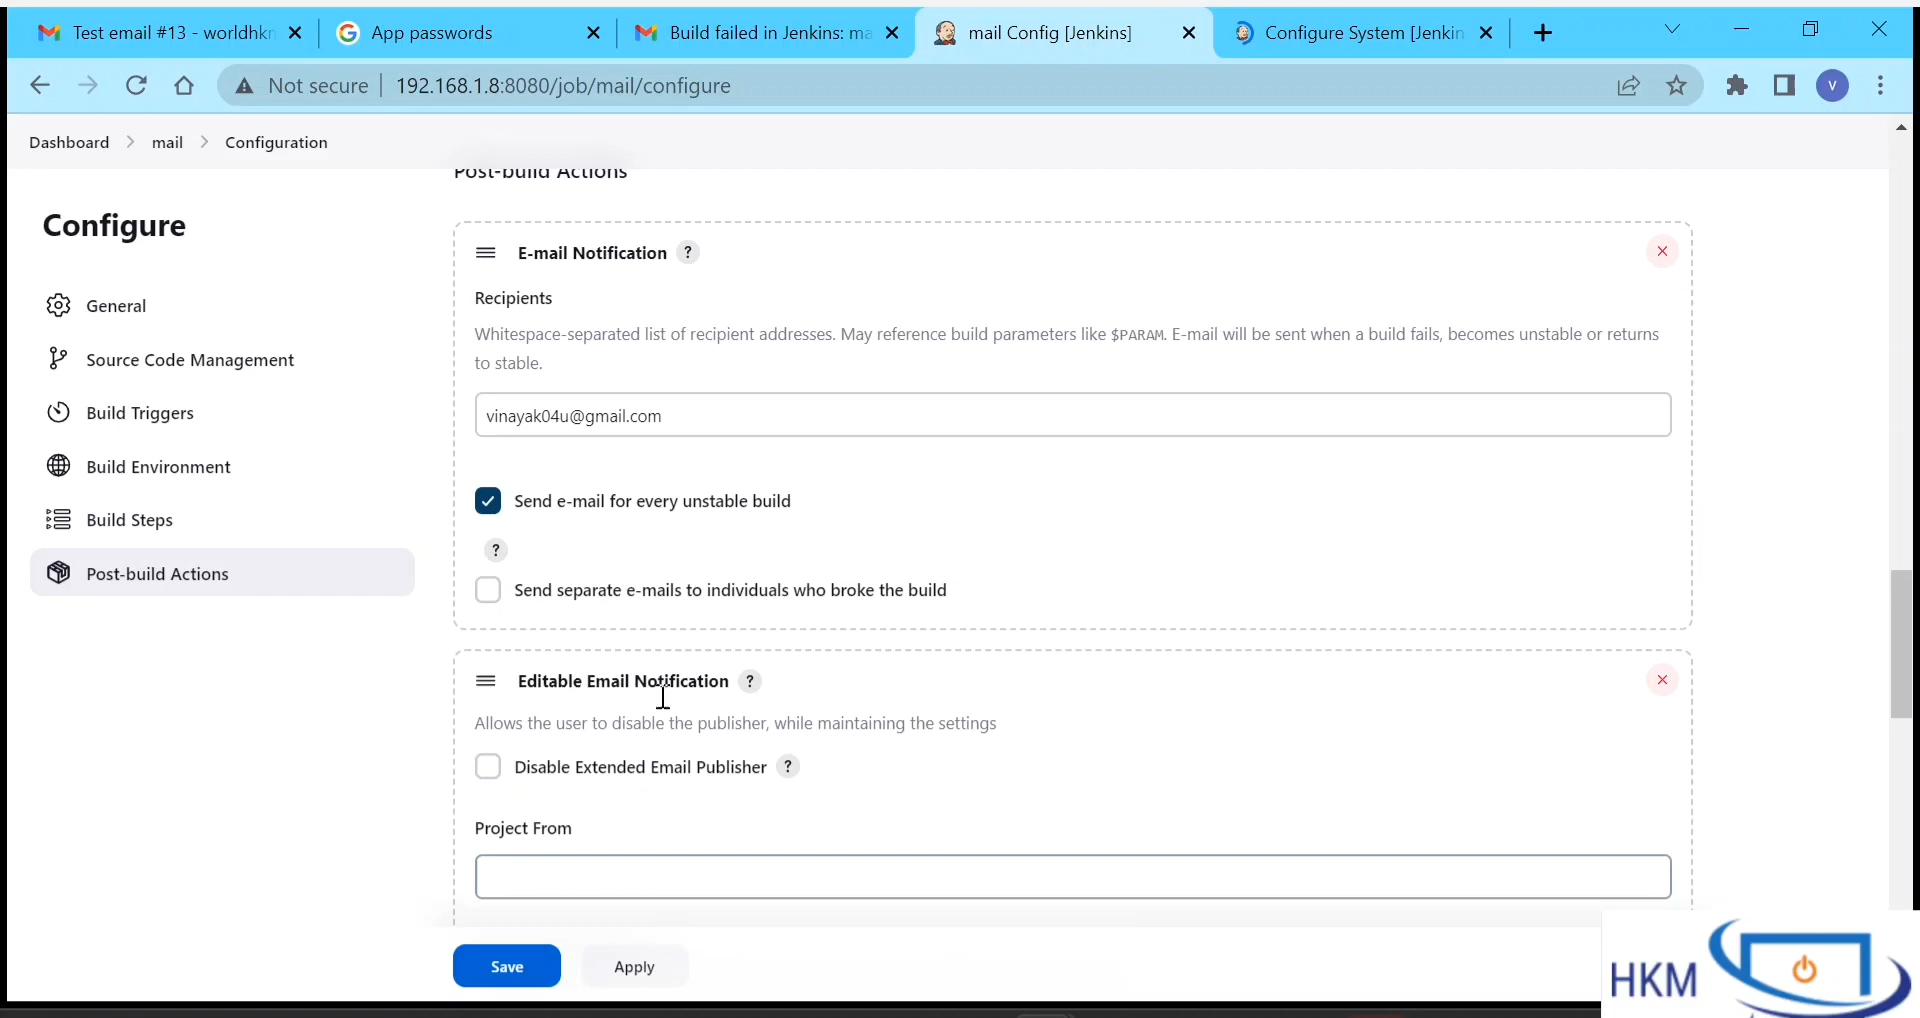 Test email #13 - worldhkn
App passwords
Build failed in Jenkins: ma
mail Config [Jenkins]
Configure System [Jenkin
Not secure
192.168.1.8:8080/job/mail/configure
V
Dashboard
mail
Configuration
Post-build Actions
Configure
General
Source Code Management
Build Triggers
Build Environment
Build Steps
Post-build Actions
E-mail Notification ?
Recipients
Whitespace-separated list of recipient addresses. May reference build parameters like $PARAM. E-mail will be sent when a build fails, becomes unstable or returns
to stable.
vinayak04u@gmail.com
Send e-mail for every unstable build
?
Send separate e-mails to individuals who broke the build
Editable Email Notification ?
Allows the user to disable the publisher, while maintaining the settings
Disable Extended Email Publisher ?
Project From
Save
Apply
HKM